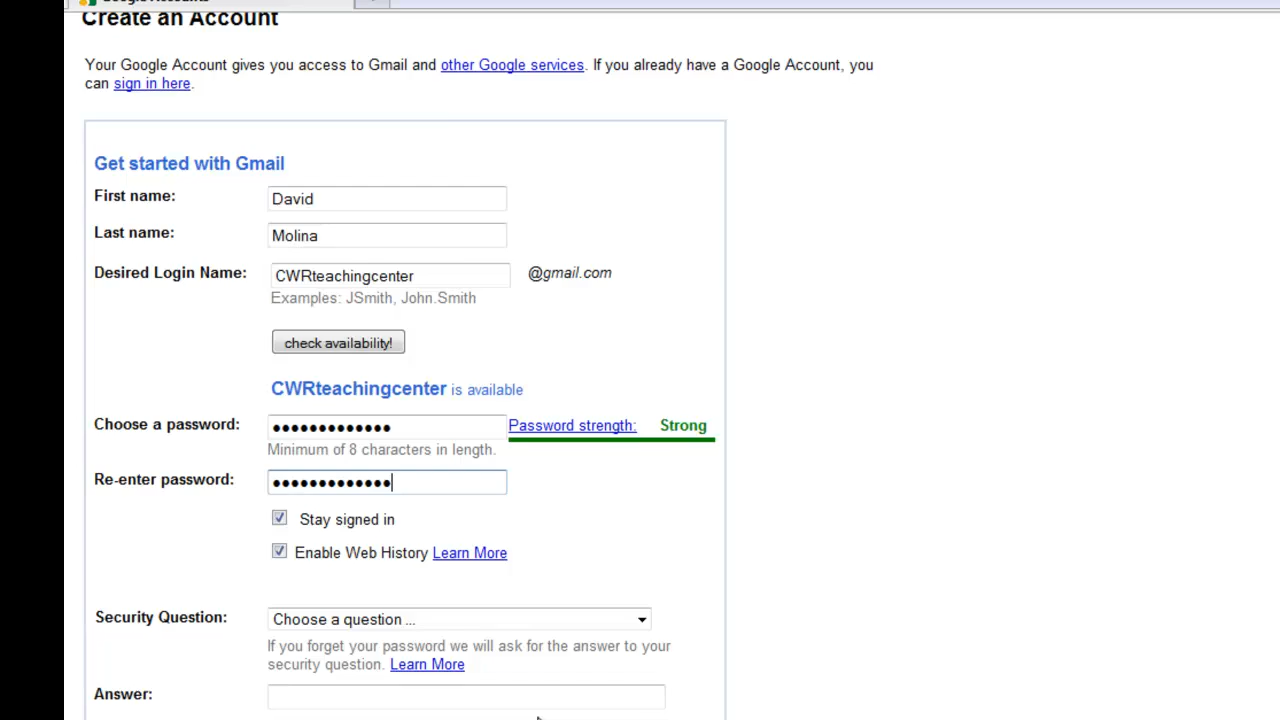 Create an Account
Your Google Account gives you access to Gmail and other Google services. If you already have a Google Account, you
can sign in here.
Get started with Gmail
First name: David
Last name: Molina
Desired Login Name: CWRteachingcenter @gmail.com
Examples: JSmith, John.Smith
check availability!
CWRteachingcenter is available
Choose a password: ••••••••••••• Password strength: Strong
Minimum of 8 characters in length.
Re-enter password: •••••••••••••
Stay signed in
Enable Web History Learn More
Security Question: Choose a question ...
If you forget your password we will ask for the answer to your
security question. Learn More
Answer: